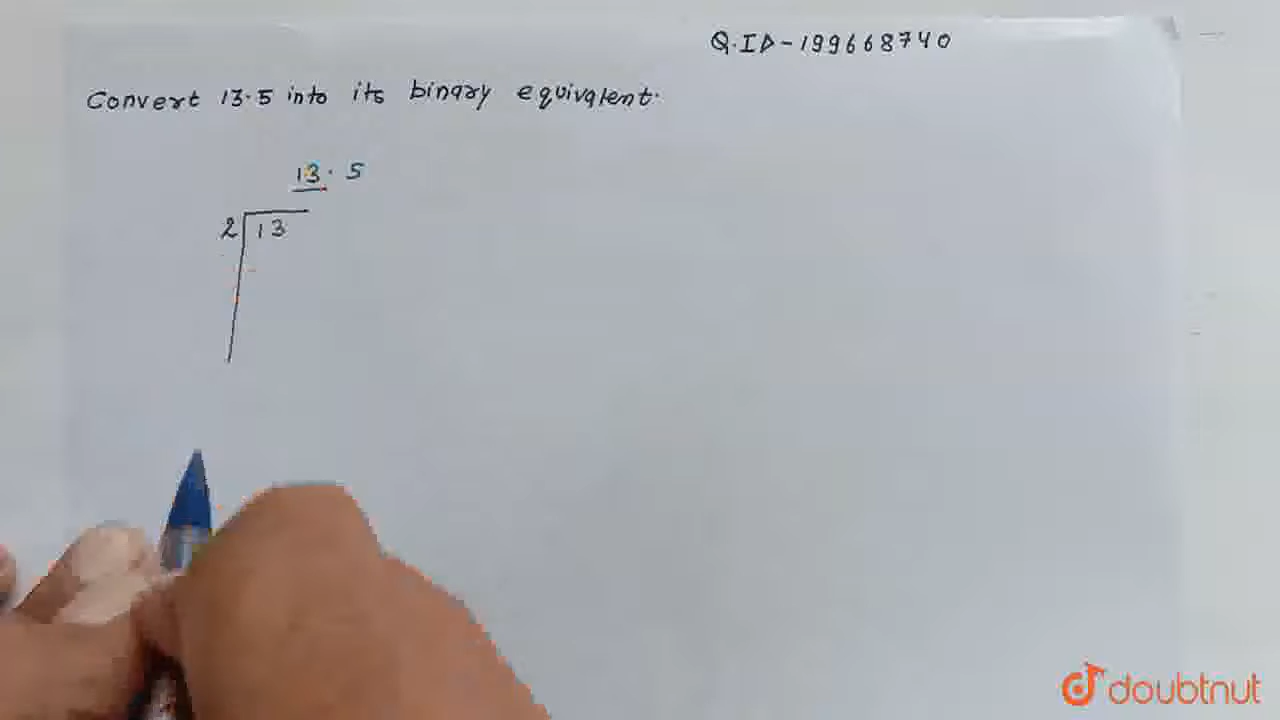 Q.ID-199668740
Convert 13.5 into its binary equivalent.
13.5
2 13
doubtnut